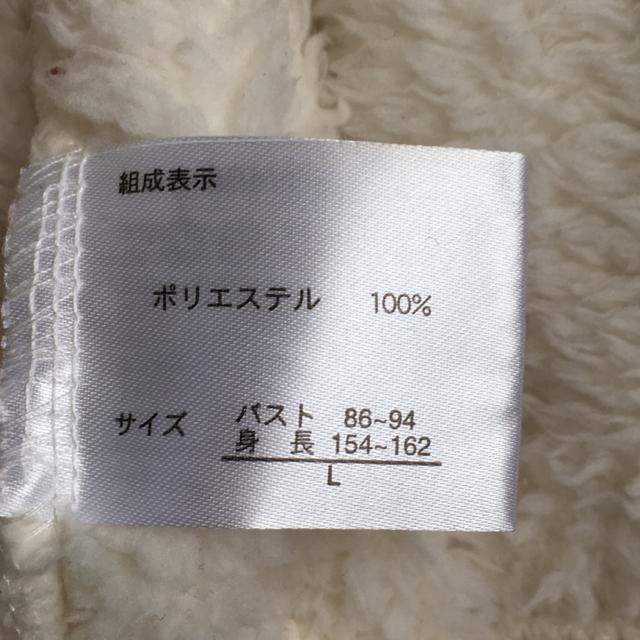 組成表示
ポリエステル 100%
サイズ バスト 86~94
身長 154~162
L